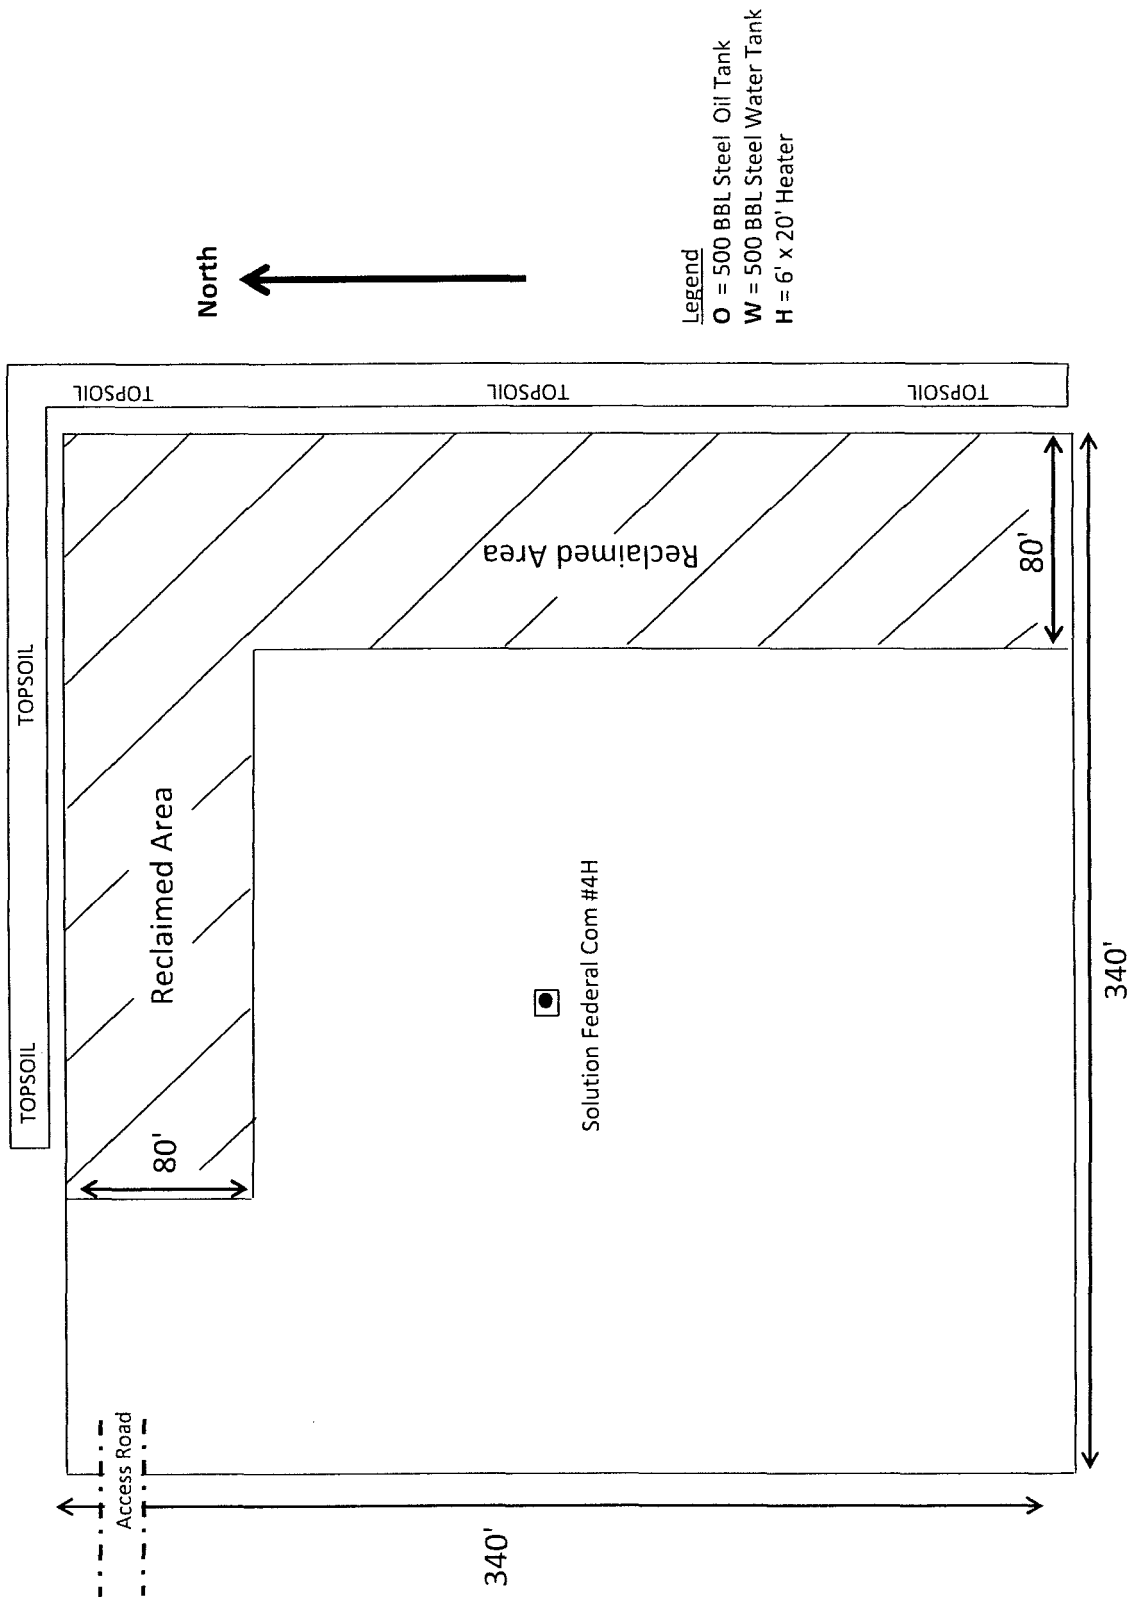 North
Legend
O = 500 BBL Steel Oil Tank
W = 500 BBL Steel Water Tank
H = 6' x 20' Heater
TOPSOIL
TOPSOIL
TOPSOIL
TOPSOIL
TOPSOIL
Reclaimed Area
Reclaimed Area
80'
80'
Solution Federal Com #4H
Access Road
340'
340'